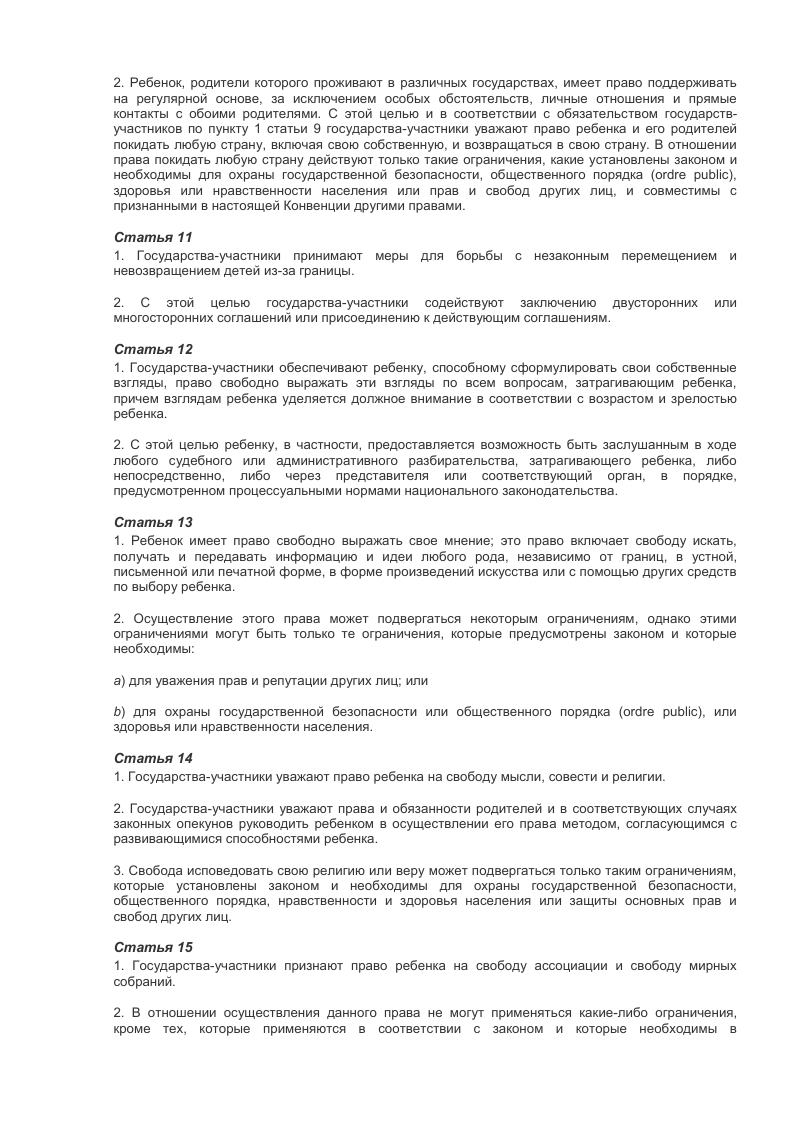 2. Ребенок, родители которого проживают в различных государствах, имеет право поддерживать
на регулярной основе, за исключением особых обстоятельств, личные отношения и прямые
контакты с обоими родителями. С этой целью и в соответствии с обязательством государств-
участников по пункту 1 статьи 9 государства-участники уважают право ребенка и его родителей
покидать любую страну, включая свою собственную, и возвращаться в свою страну. В отношении
права покидать любую страну действуют только такие ограничения, какие установлены законом и
необходимы для охраны государственной безопасности, общественного порядка (ordre public),
здоровья или нравственности населения или прав и свобод других лиц, и совместимы с
признанными в настоящей Конвенции другими правами.
Статья 11
1. Государства-участники принимают меры для борьбы с незаконным перемещением и
невозвращением детей из-за границы.
2. С этой целью государства-участники содействуют заключению двусторонних или
многосторонних соглашений или присоединению к действующим соглашениям.
Статья 12
1. Государства-участники обеспечивают ребенку, способному сформулировать свои собственные
взгляды, право свободно выражать эти взгляды по всем вопросам, затрагивающим ребенка,
причем взглядам ребенка уделяется должное внимание в соответствии с возрастом и зрелостью
ребенка.
2. С этой целью ребенку, в частности, предоставляется возможность быть заслушанным в ходе
любого судебного или административного разбирательства, затрагивающего ребенка, либо
непосредственно, либо через представителя или соответствующий орган, в порядке,
предусмотренном процессуальными нормами национального законодательства.
Статья 13
1. Ребенок имеет право свободно выражать свое мнение; это право включает свободу искать,
получать и передавать информацию и идеи любого рода, независимо от границ, в устной,
письменной или печатной форме, в форме произведений искусства или с помощью других средств
по выбору ребенка.
2. Осуществление этого права может подвергаться некоторым ограничениям, однако этими
ограничениями могут быть только те ограничения, которые предусмотрены законом и которые
необходимы:
a) для уважения прав и репутации других лиц; или
b) для охраны государственной безопасности или общественного порядка (ordre public), или
здоровья или нравственности населения.
Статья 14
1. Государства-участники уважают право ребенка на свободу мысли, совести и религии.
2. Государства-участники уважают права и обязанности родителей и в соответствующих случаях
законных опекунов руководить ребенком в осуществлении его права методом, согласующимся с
развивающимися способностями ребенка.
3. Свобода исповедовать свою религию или веру может подвергаться только таким ограничениям,
которые установлены законом и необходимы для охраны государственной безопасности,
общественного порядка, нравственности и здоровья населения или защиты основных прав и
свобод других лиц.
Статья 15
1. Государства-участники признают право ребенка на свободу ассоциации и свободу мирных
собраний.
2. В отношении осуществления данного права не могут применяться какие-либо ограничения,
кроме тех, которые применяются в соответствии с законом и которые необходимы в